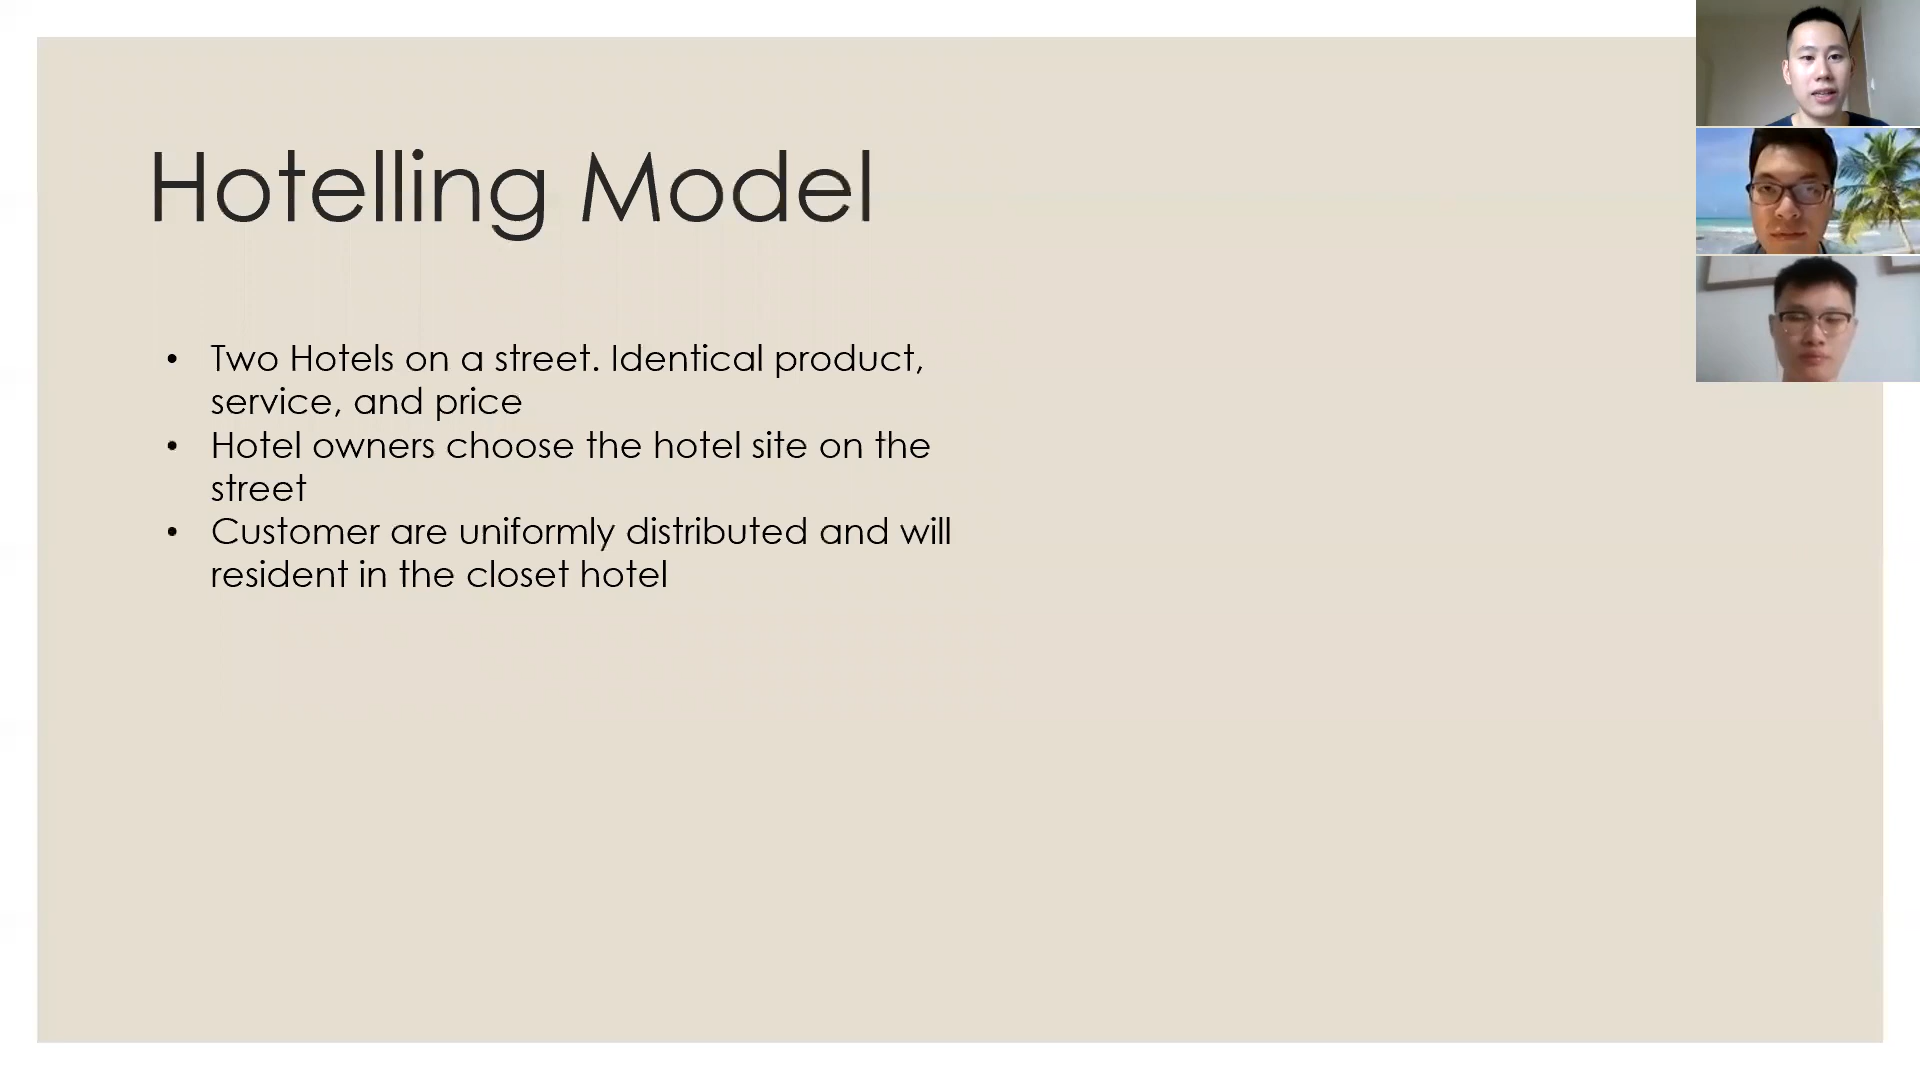 Hotelling Model
• Two Hotels on a street. Identical product,
service, and price
• Hotel owners choose the hotel site on the
street
• Customer are uniformly distributed and will
resident in the closet hotel